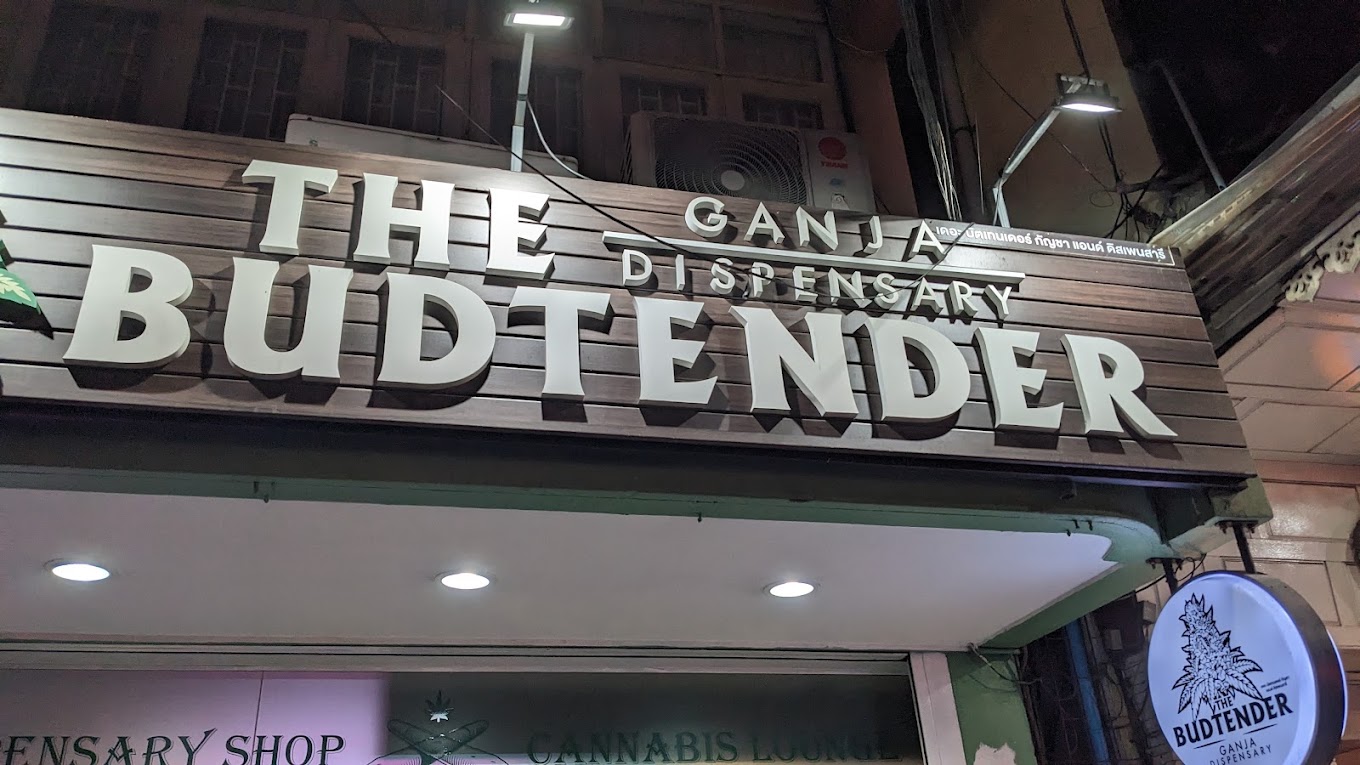 THE
GANJA
DISPENSARY
BUDTENDER
เดอะ บัดเทนเดอร์ กัญชา แอนด์ ดิสเพนสารี่
PENSARY SHOP
CANNABIS LOUNGE
THE
BUDTENDER
GANJA
DISPENSARY